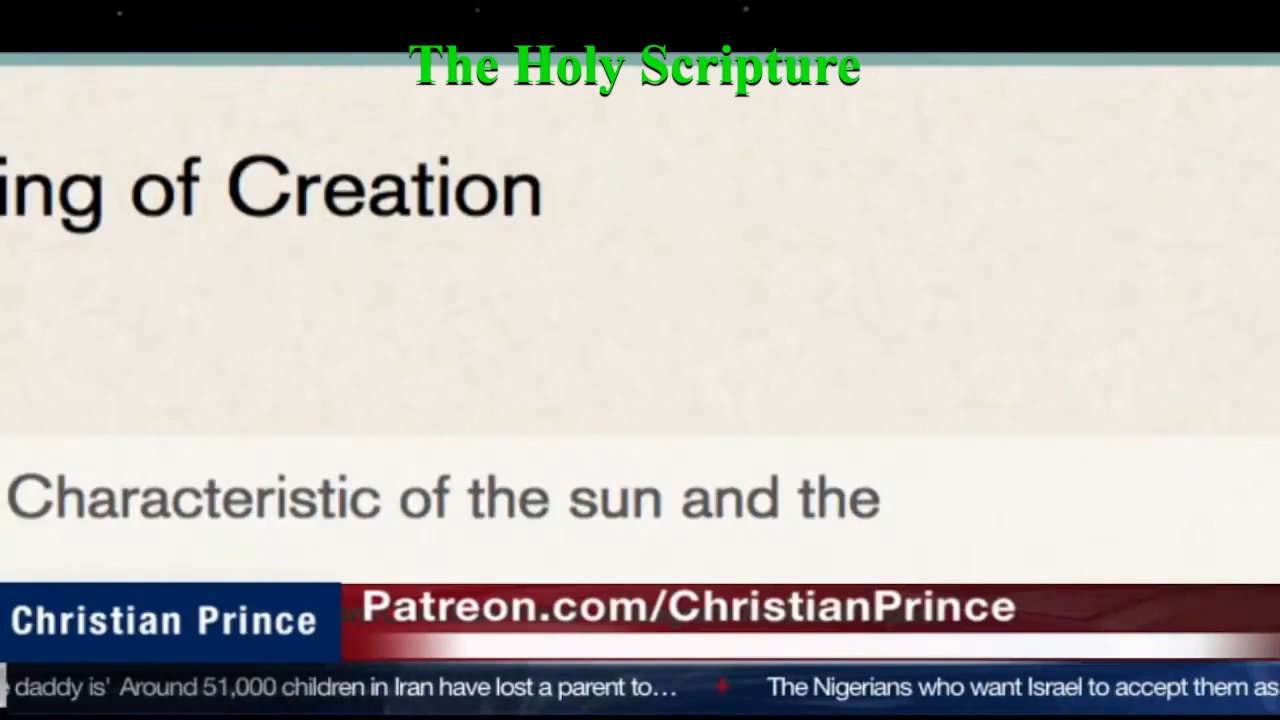 The Holy Scripture
ing of Creation
Characteristic of the sun and the
Patreon.com/ChristianPrince
Christian Prince
daddy is' Around 51,000 children in Iran have lost a parent to… The Nigerians who want Israel to accept them as